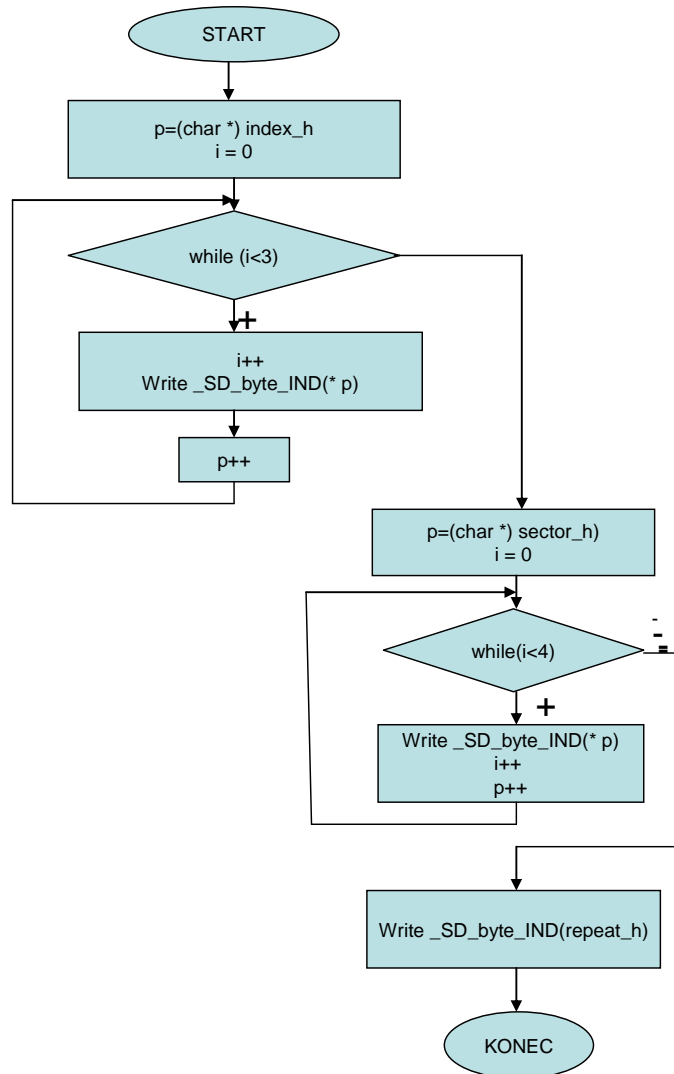 START
p=(char *) index_h
i = 0
while (i<3)
+
i++
Write _SD_byte_IND(* p)
p++
p=(char *) sector_h)
i = 0
while(i<4)
-
-
=
+
Write _SD_byte_IND(* p)
i++
p++
Write _SD_byte_IND(repeat_h)
KONEC